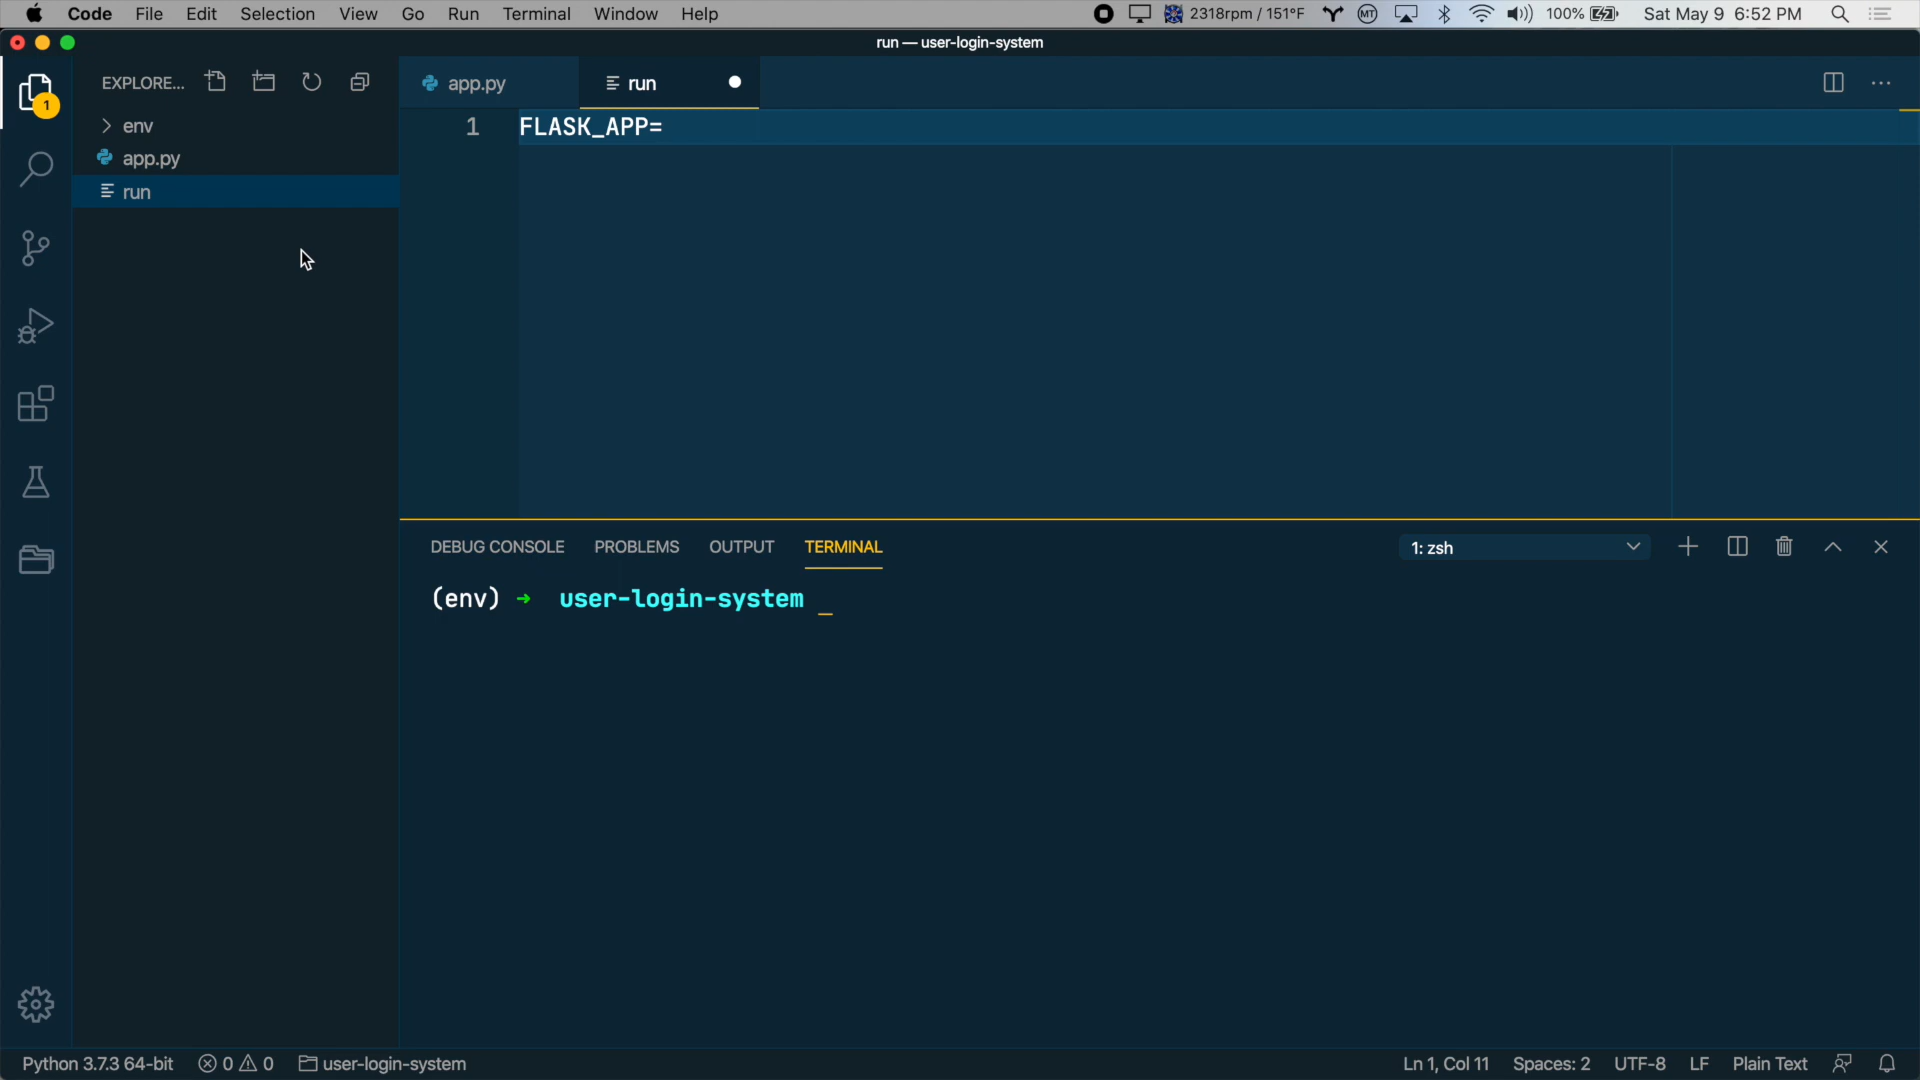 Code File Edit Selection View Go Run Terminal Window Help MT 2318rpm / 151°F 100% Sat May 9 6:52 PM
run — user-login-system
1
EXPLORE...
env
app.py
run
app.py
run
1 FLASK_APP=
DEBUG CONSOLE PROBLEMS OUTPUT TERMINAL 1: zsh
(env) → user-login-system _
Python 3.7.3 64-bit 0 0 user-login-system Ln 1, Col 11 Spaces: 2 UTF-8 LF Plain Text